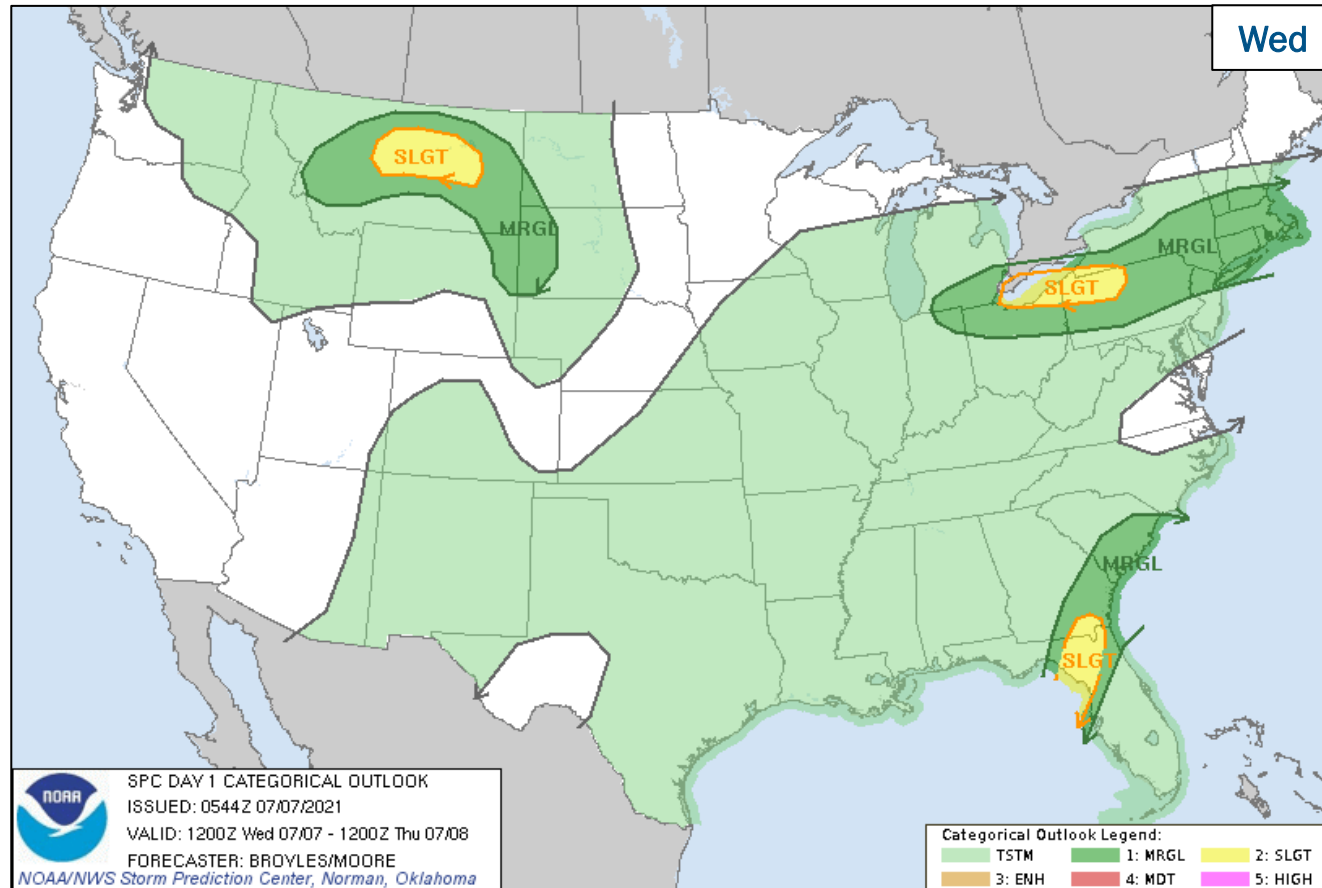 Wed
SLGT
MRGL
MRGL
SLGT
MRGL
SLGT
NOAA
SPC DAY 1 CATEGORICAL OUTLOOK
ISSUED: 0544Z 07/07/2021
VALID: 1200Z Wed 07/07 - 1200Z Thu 07/08
FORECASTER: BROYLES/MOORE
NOAA/NWS Storm Prediction Center, Norman, Oklahoma
Categorical Outlook Legend:
TSTM 1: MRGL 2: SLGT
3: ENH 4: MDT 5: HIGH